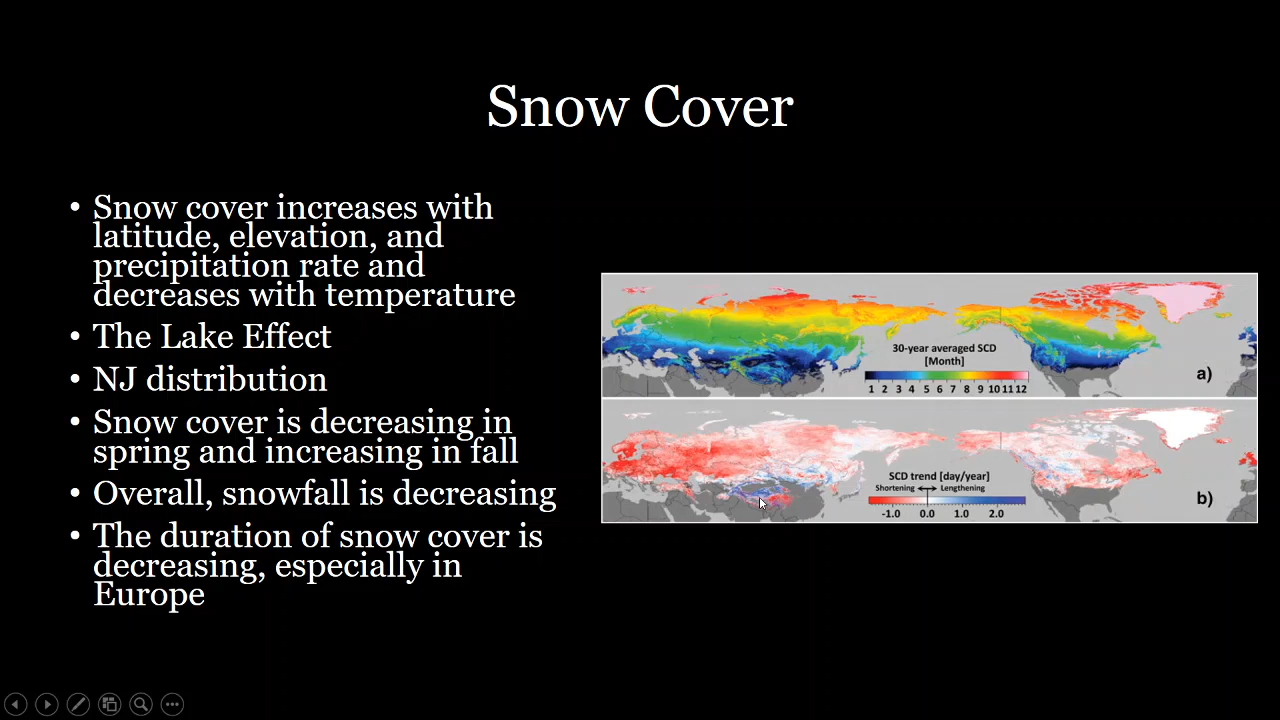 Snow Cover
• Snow cover increases with
latitude, elevation, and
precipitation rate and
decreases with temperature
• The Lake Effect
• NJ distribution
• Snow cover is decreasing in
spring and increasing in fall
• Overall, snowfall is decreasing
• The duration of snow cover is
decreasing, especially in
Europe
30-year averaged SCD
[Month]
1 2 3 4 5 6 7 8 9 10 11 12
a)
SCD trend [day/year]
Shortening Lengthening
-1.0 0.0 1.0 2.0
b)